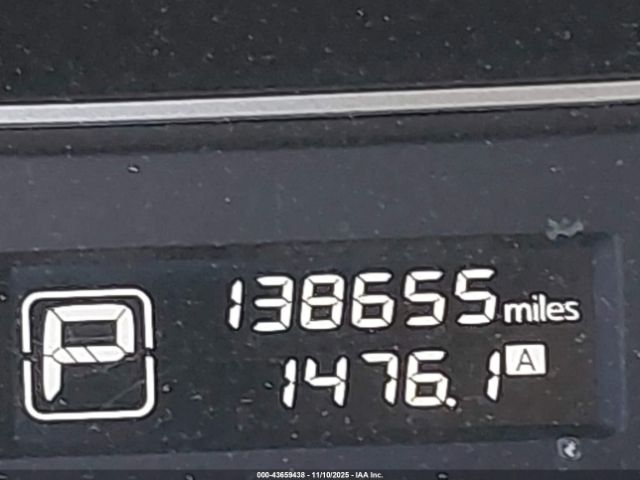 138655 miles
P
1476.1 A
000-43659438 - 11/10/2025 - IAA Inc.